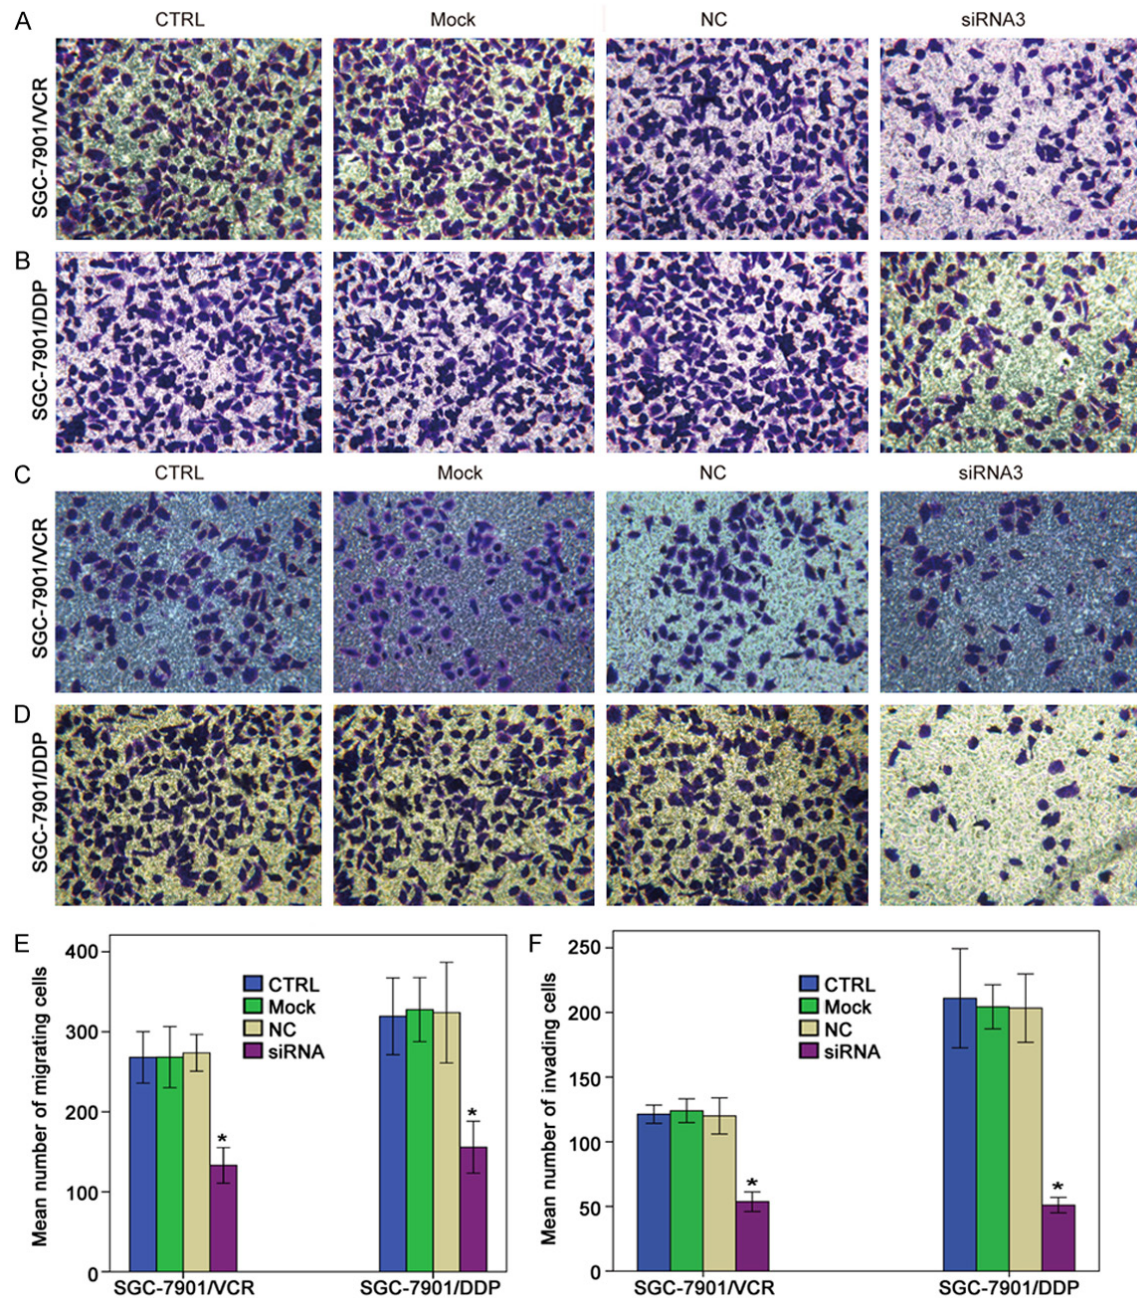 A CTRL Mock NC siRNA3
SGC-7901/VCR
B
SGC-7901/DDP
C CTRL Mock NC siRNA3
SGC-7901/VCR
D
SGC-7901/DDP
E
Mean number of migrating cells
400
300
200
100
0
CTRL
Mock
NC
siRNA
*
*
SGC-7901/VCR SGC-7901/DDP
F
Mean number of invading cells
250
200
150
100
50
0
CTRL
Mock
NC
siRNA
*
*
SGC-7901/VCR SGC-7901/DDP